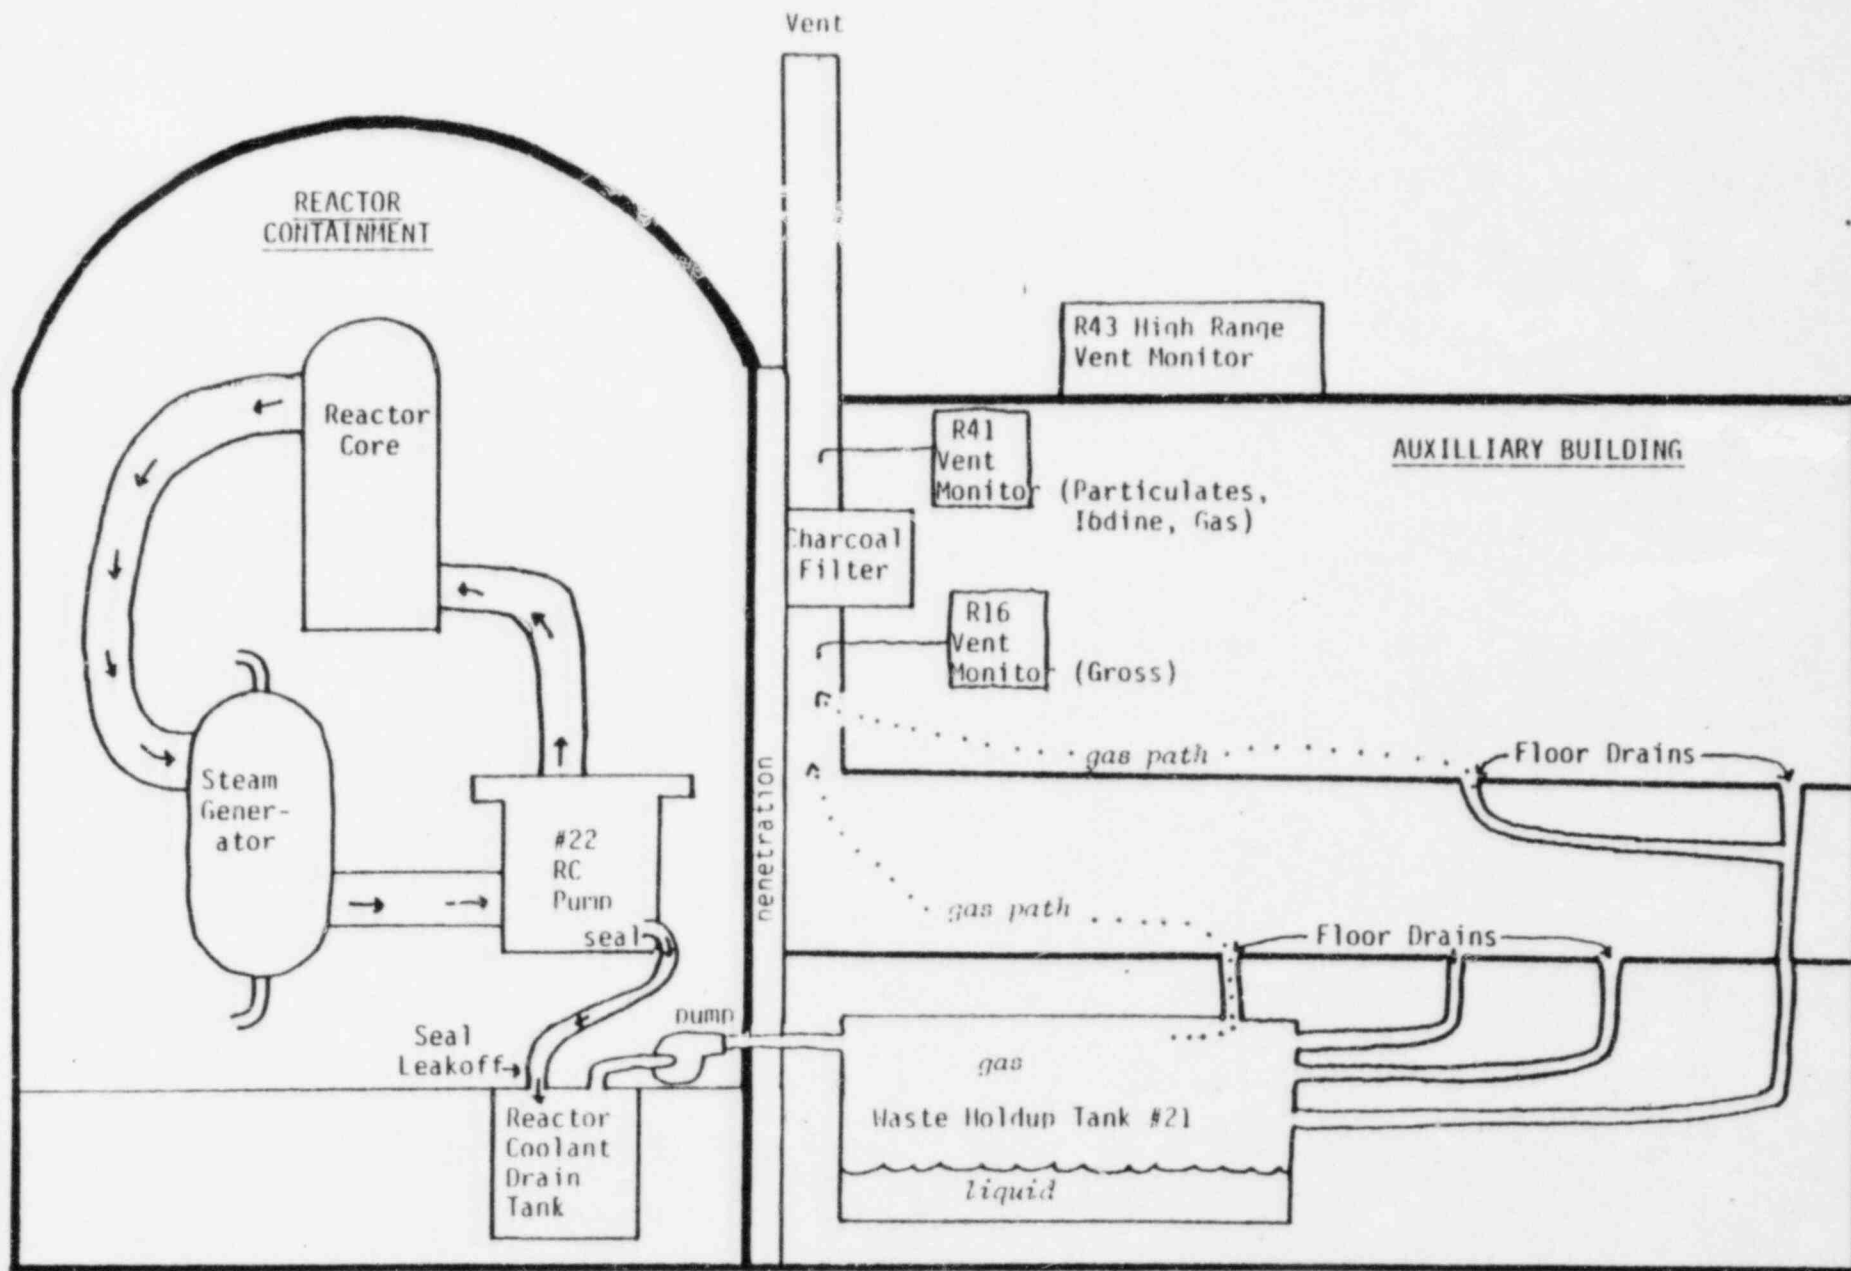 Vent
REACTOR
CONTAINMENT
R43 High Range
Vent Monitor
Reactor
Core
R41
Vent
Monitor (Particulates,
Iodine, Gas)
AUXILLIARY BUILDING
Charcoal
Filter
R16
Vent
Monitor (Gross)
gas path
Floor Drains
Steam
Gener-
ator
#22
RC
Pump
seal
penetration
gas path
Floor Drains
pump
Seal
Leakoff
gas
Reactor
Coolant
Drain
Tank
Waste Holdup Tank #21
liquid